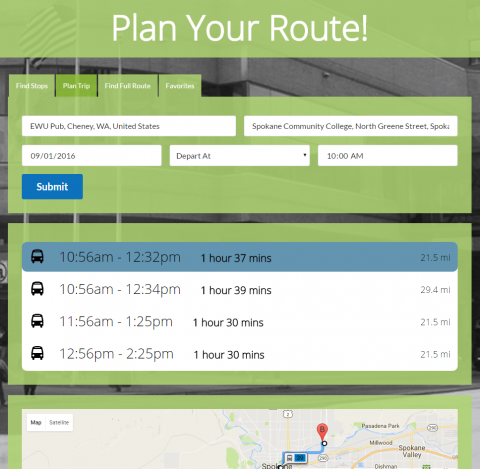 Plan Your Route!
Find Stops Plan Trip Find Full Route Favorites
EWU Pub, Cheney, WA, United States Spokane Community College, North Greene Street, Spoka
09/01/2016 Depart At 10:00 AM
Submit
10:56am - 12:32pm 1 hour 37 mins 21.5 mi
10:56am - 12:34pm 1 hour 39 mins 29.4 mi
11:56am - 1:25pm 1 hour 30 mins 21.5 mi
12:56pm - 2:25pm 1 hour 30 mins 21.5 mi
Map Satellite
2
B
Pasadena Park
290
Millwood
Spokane Valley
290
Spokane
Dishman